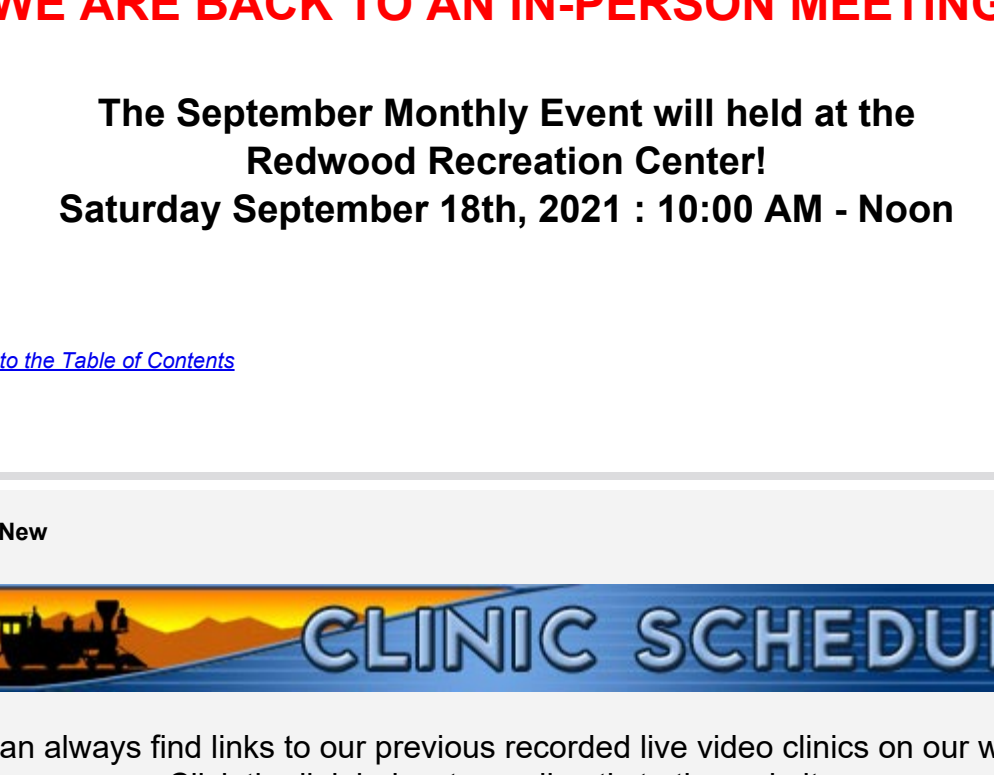 WE ARE BACK TO AN IN-PERSON MEETING
The September Monthly Event will held at the
Redwood Recreation Center!
Saturday September 18th, 2021 : 10:00 AM - Noon
to the Table of Contents
New
CLINIC SCHEDU
an always find links to our previous recorded live video clinics on our w